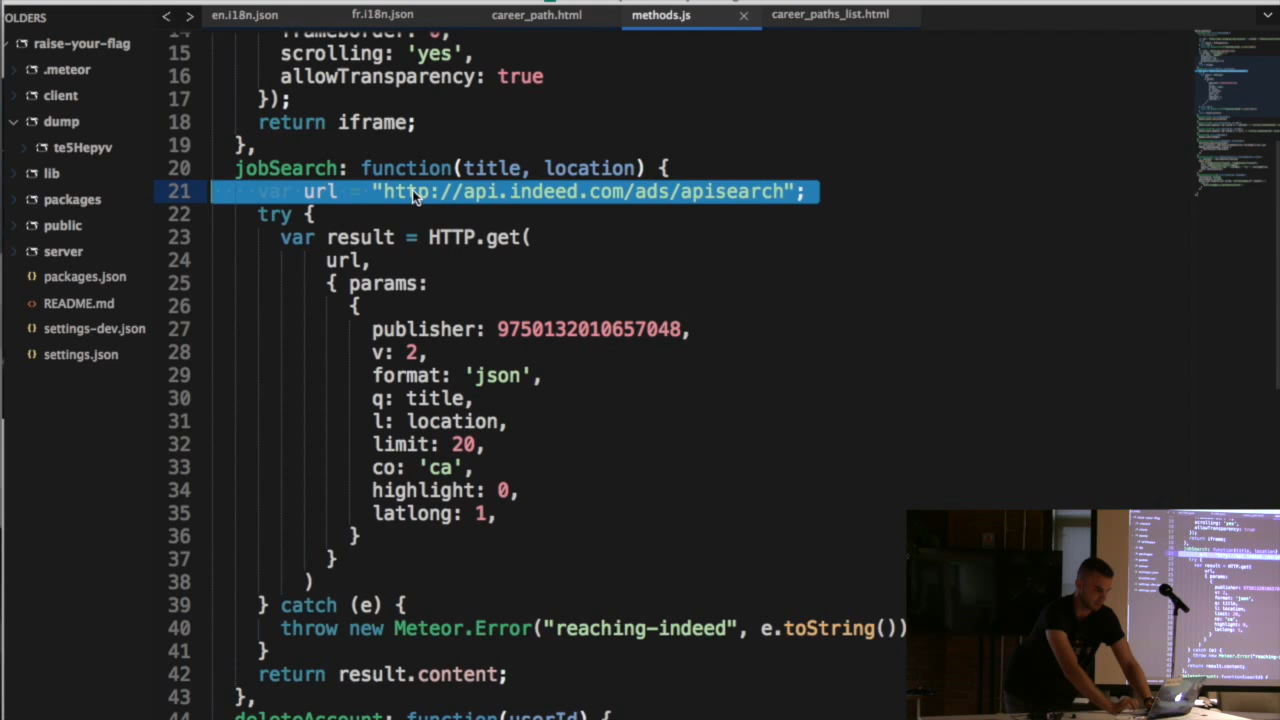 OLDERS
en.i18n.json fr.i18n.json career_path.html methods.js career_paths_list.html
raise-your-flag
.meteor
client
dump
te5Hepyv
lib
packages
public
server
packages.json
README.md
settings-dev.json
settings.json
15 scrolling: 'yes',
16 allowTransparency: true
17 });
18 return iframe;
19 },
20 jobSearch: function(title, location) {
21 var url = "http://api.indeed.com/ads/apisearch";
22 try {
23 var result = HTTP.get(
24 url,
25 { params:
26 {
27 publisher: 9750132010657048,
28 v: 2,
29 format: 'json',
30 q: title,
31 l: location,
32 limit: 20,
33 co: 'ca',
34 highlight: 0,
35 latlong: 1,
36 }
37 }
38 )
39 } catch (e) {
40 throw new Meteor.Error("reaching-indeed", e.toString())
41 }
42 return result.content;
43 },
44 deleteAccount: function(userId) {